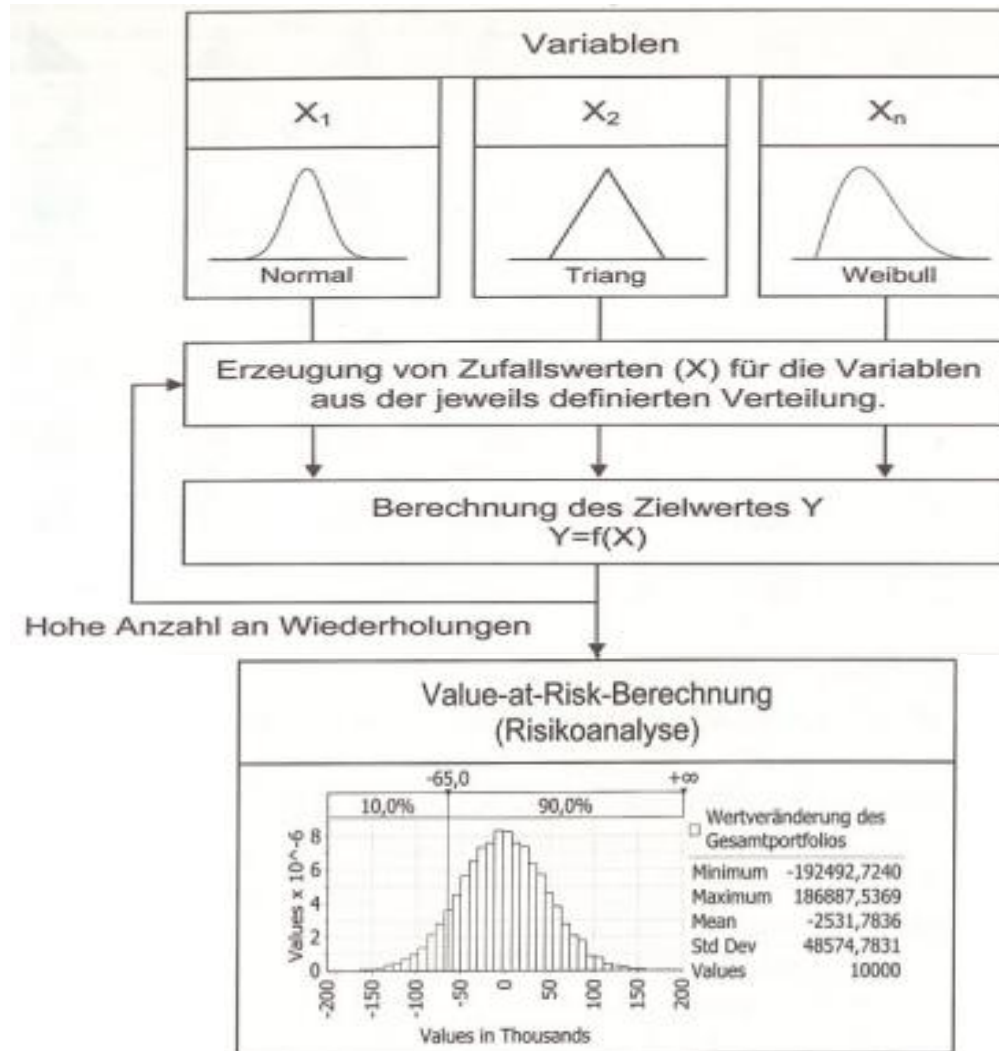 Variablen
X₁
X₂
Xₙ
Normal
Triang
Weibull
Erzeugung von Zufallswerten (X) für die Variablen
aus der jeweils definierten Verteilung.
Berechnung des Zielwertes Y
Y=f(X)
Hohe Anzahl an Wiederholungen
Value-at-Risk-Berechnung
(Risikoanalyse)
-65,0
+∞
10,0%
90,0%
Values x 10^-6
8
6
4
2
0
-200
-150
-100
-50
0
50
100
150
200
Values in Thousands
Wertveränderung des
Gesamtportfolios
Minimum -192492,7240
Maximum 186887,5369
Mean -2531,7836
Std Dev 48574,7831
Values 10000